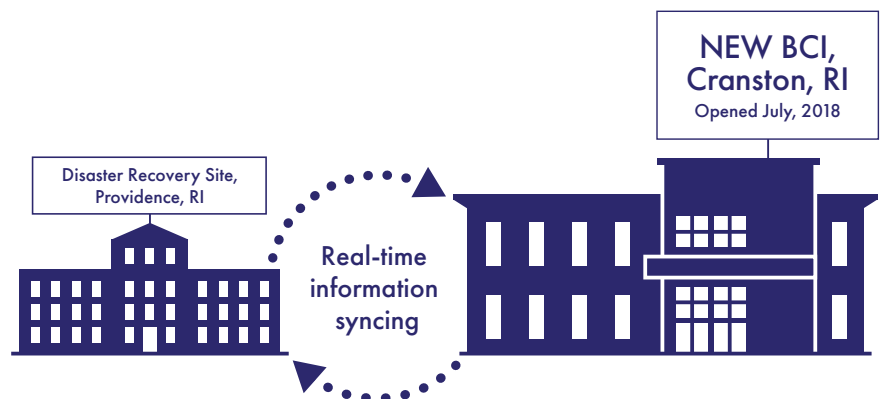 NEW BCI,
Cranston, RI
Opened July, 2018
Disaster Recovery Site,
Providence, RI
Real-time
information
syncing